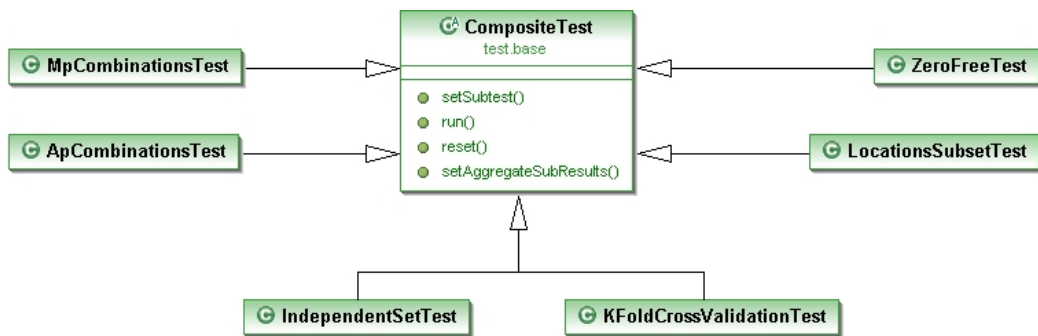 CompositeTest
test.base
MpCombinationsTest
ZeroFreeTest
setSubtest()
run()
ApCombinationsTest
reset()
LocationsSubsetTest
setAggregateSubResults()
IndependentSetTest
KFoldCrossValidationTest